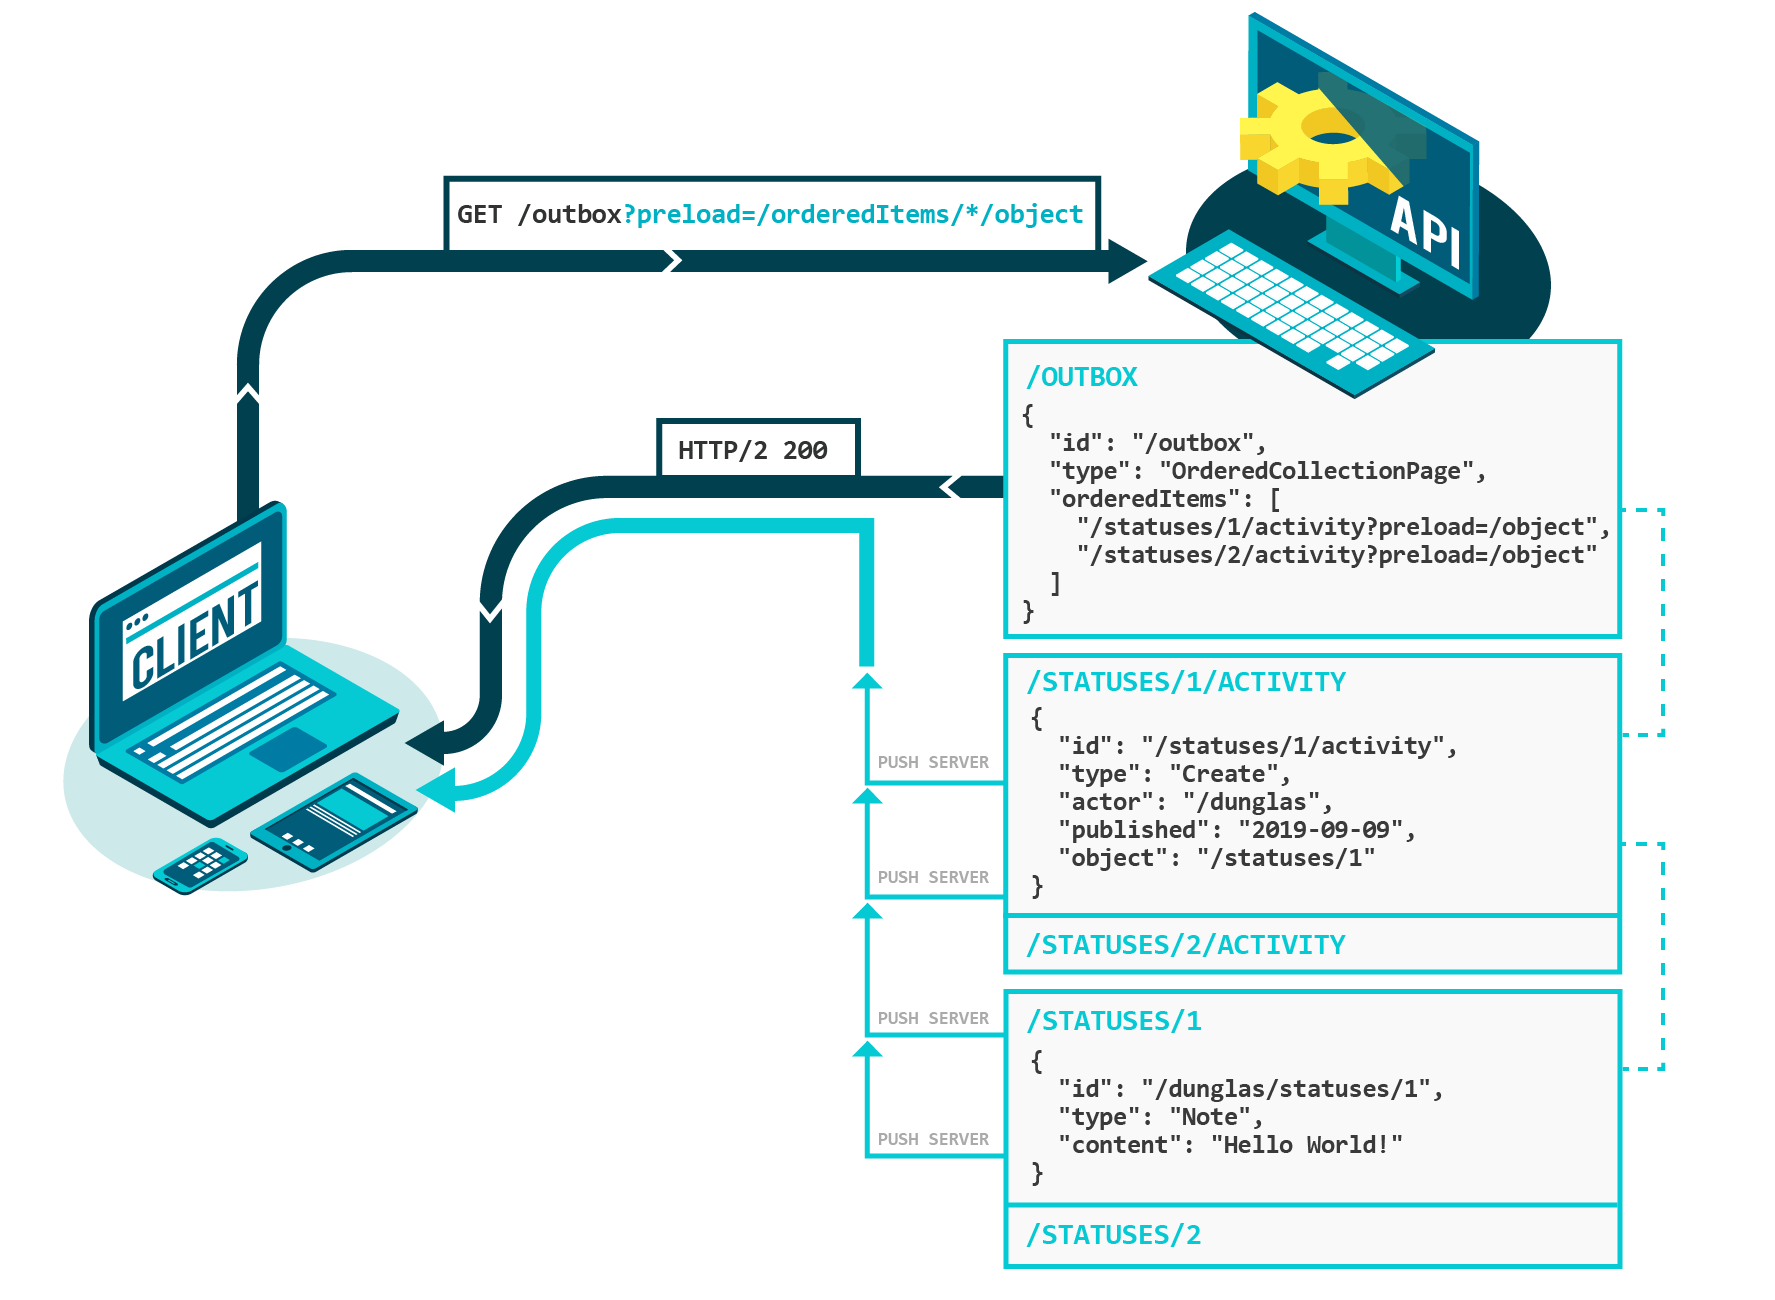 API
GET /outbox?preload=/orderedItems/*/object
HTTP/2 200
CLIENT
/OUTBOX
{
"id": "/outbox",
"type": "OrderedCollectionPage",
"orderedItems": [
"/statuses/1/activity?preload=/object",
"/statuses/2/activity?preload=/object"
]
}
/STATUSES/1/ACTIVITY
{
"id": "/statuses/1/activity",
"type": "Create",
"actor": "/dunglas",
"published": "2019-09-09",
"object": "/statuses/1"
}
/STATUSES/2/ACTIVITY
PUSH SERVER
PUSH SERVER
PUSH SERVER
PUSH SERVER
/STATUSES/1
{
"id": "/dunglas/statuses/1",
"type": "Note",
"content": "Hello World!"
}
/STATUSES/2